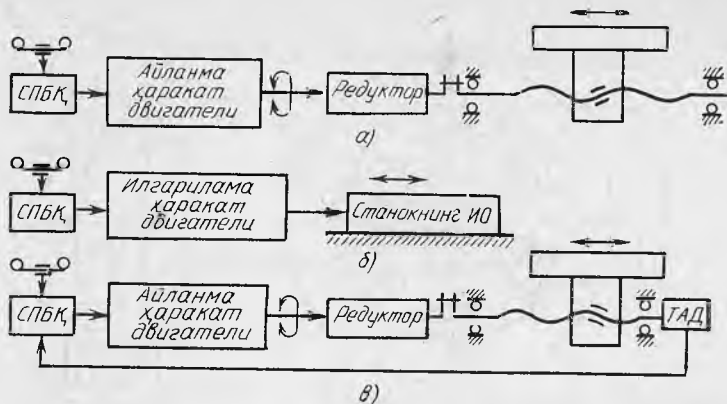 СПБҚ
Айланма
ҳаракат
двигатели
Редуктор
а)
СПБҚ
Илгарилама
ҳаракат
двигатели
Станокнинг ИО
б)
СПБҚ
Айланма
ҳаракат
двигатели
Редуктор
ТАД
в)